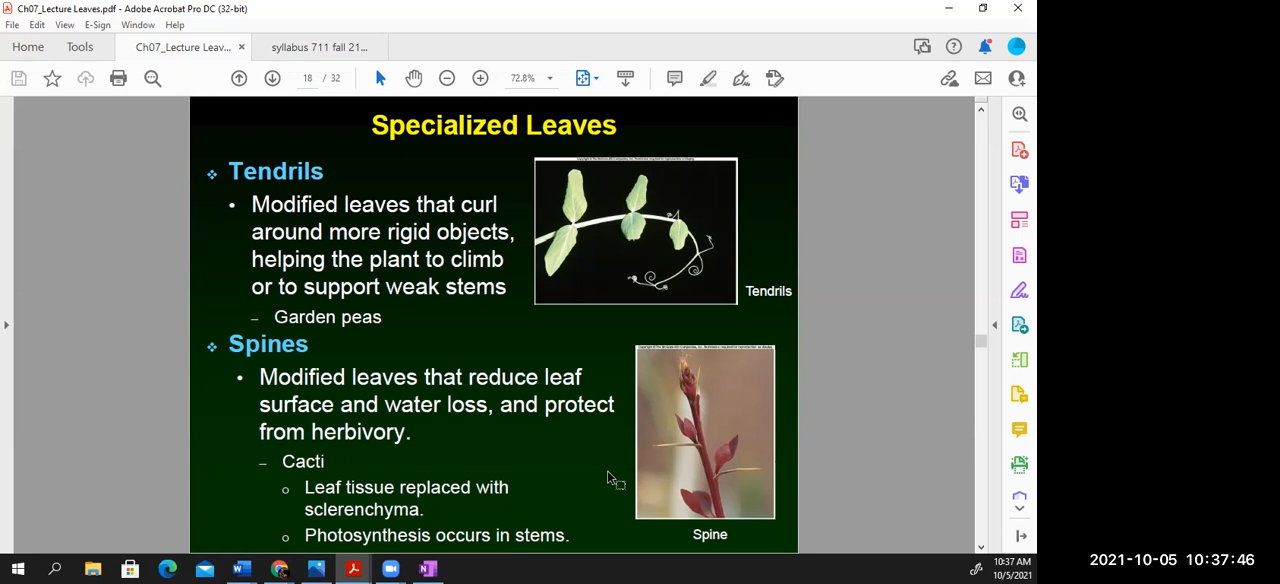 Ch07_Lecture Leaves.pdf - Adobe Acrobat Pro DC (32-bit)
File Edit View E-Sign Window Help
Home Tools Ch07_Lecture Leav... × syllabus 711 fall 21...
18 / 32 72.8%
Specialized Leaves
❖ Tendrils
• Modified leaves that curl
around more rigid objects,
helping the plant to climb
or to support weak stems
– Garden peas
Tendrils
❖ Spines
• Modified leaves that reduce leaf
surface and water loss, and protect
from herbivory.
– Cacti
o Leaf tissue replaced with
sclerenchyma.
o Photosynthesis occurs in stems.
Spine
10:37 AM
10/5/2021
2021-10-05 10:37:46